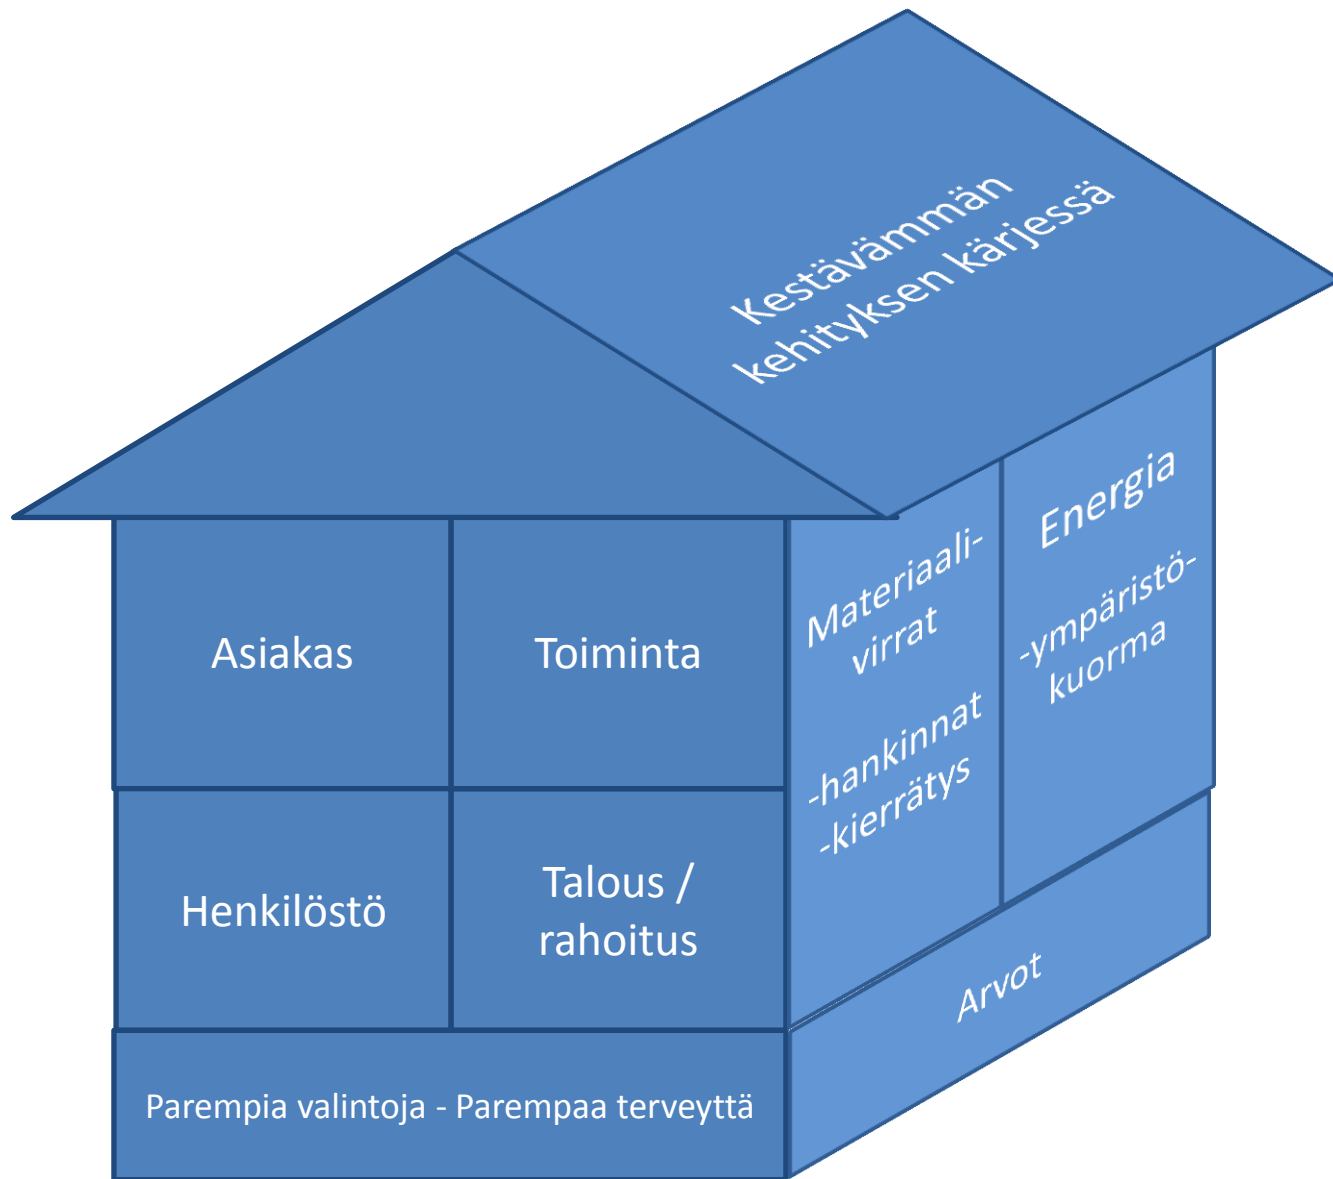 Kestävämmän
kehityksen kärjessä
Asiakas
Toiminta
Henkilöstö
Talous /
rahoitus
Parempia valintoja - Parempaa terveyttä
Materiaali-
virrat
-hankinnat
-kierrätys
Energia
-ympäristö-
kuorma
Arvot